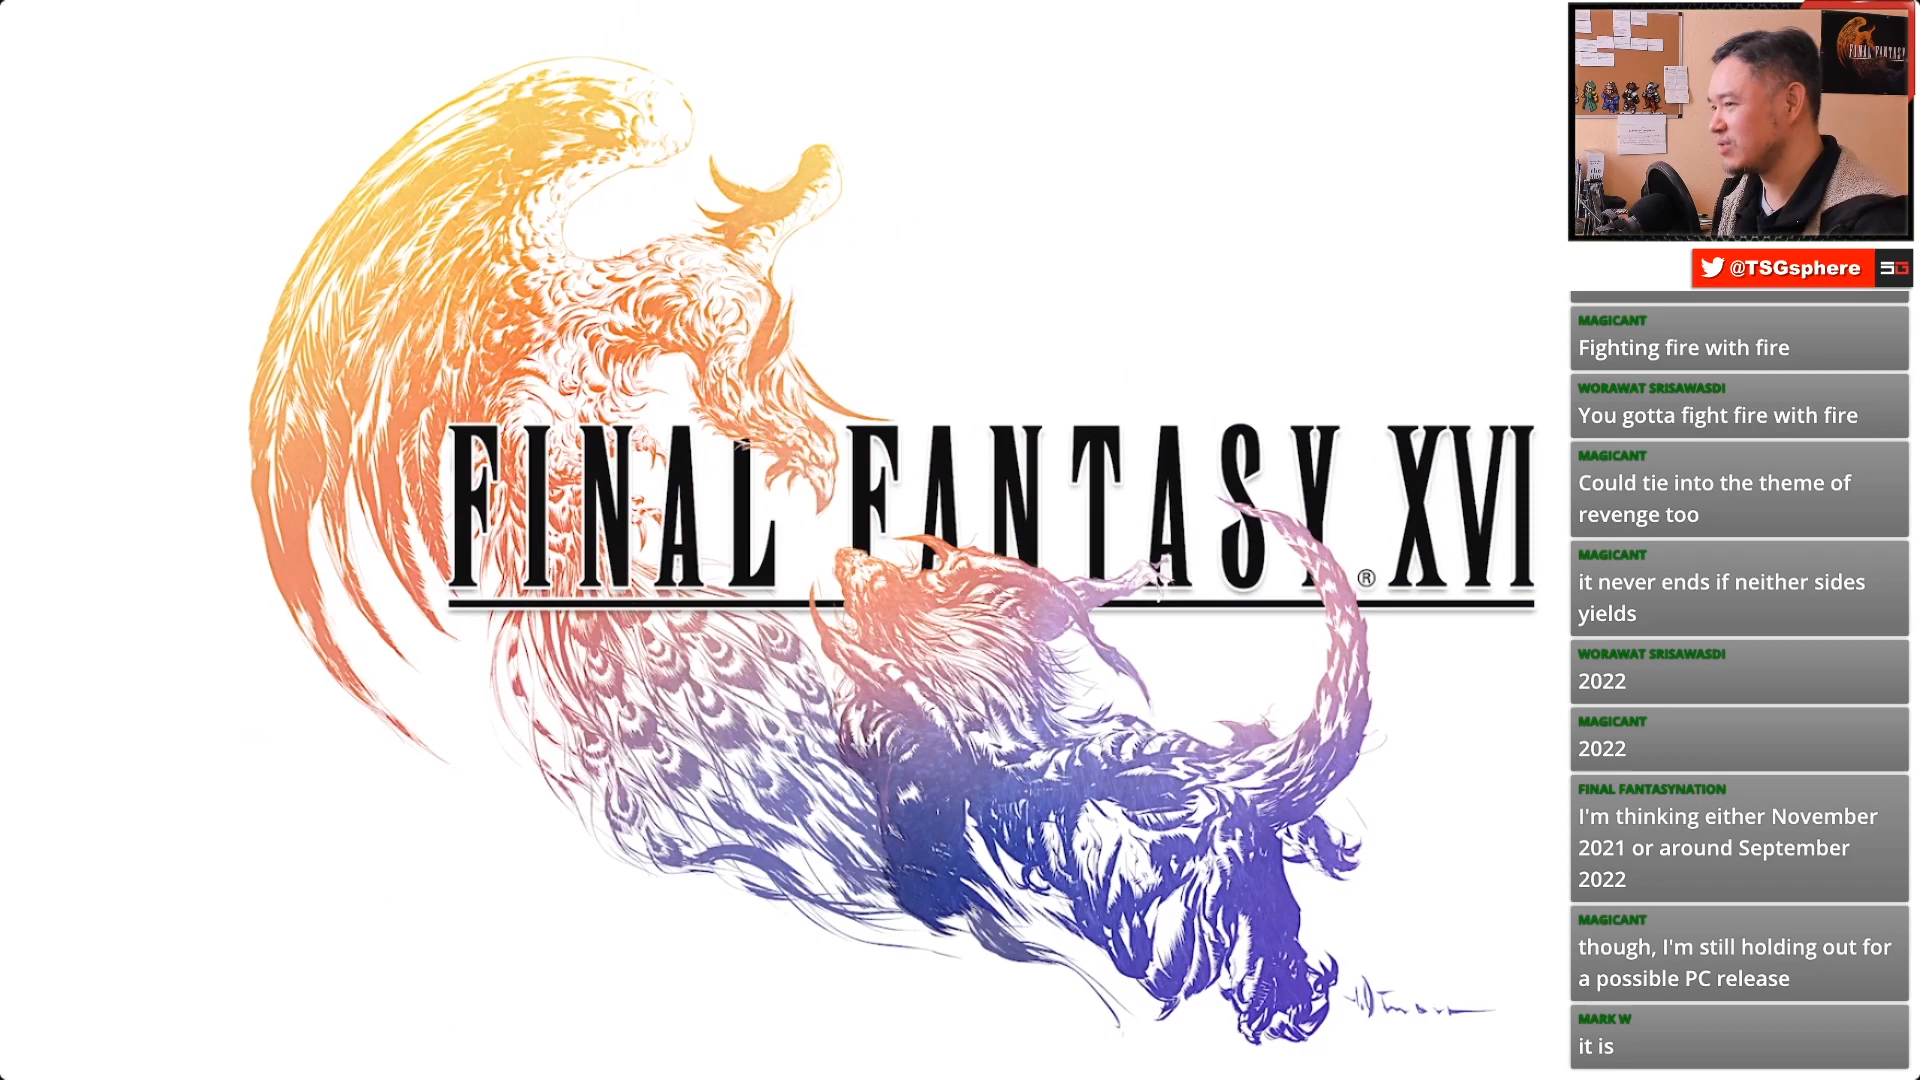 FINAL FANTASY® XVI
FINAL FANTASY
@TSGsphere
SG
MAGICANT
Fighting fire with fire
WORAWAT SRISAWASDI
You gotta fight fire with fire
MAGICANT
Could tie into the theme of
revenge too
MAGICANT
it never ends if neither sides
yields
WORAWAT SRISAWASDI
2022
MAGICANT
2022
FINAL FANTASYNATION
I'm thinking either November
2021 or around September
2022
MAGICANT
though, I'm still holding out for
a possible PC release
MARK W
it is